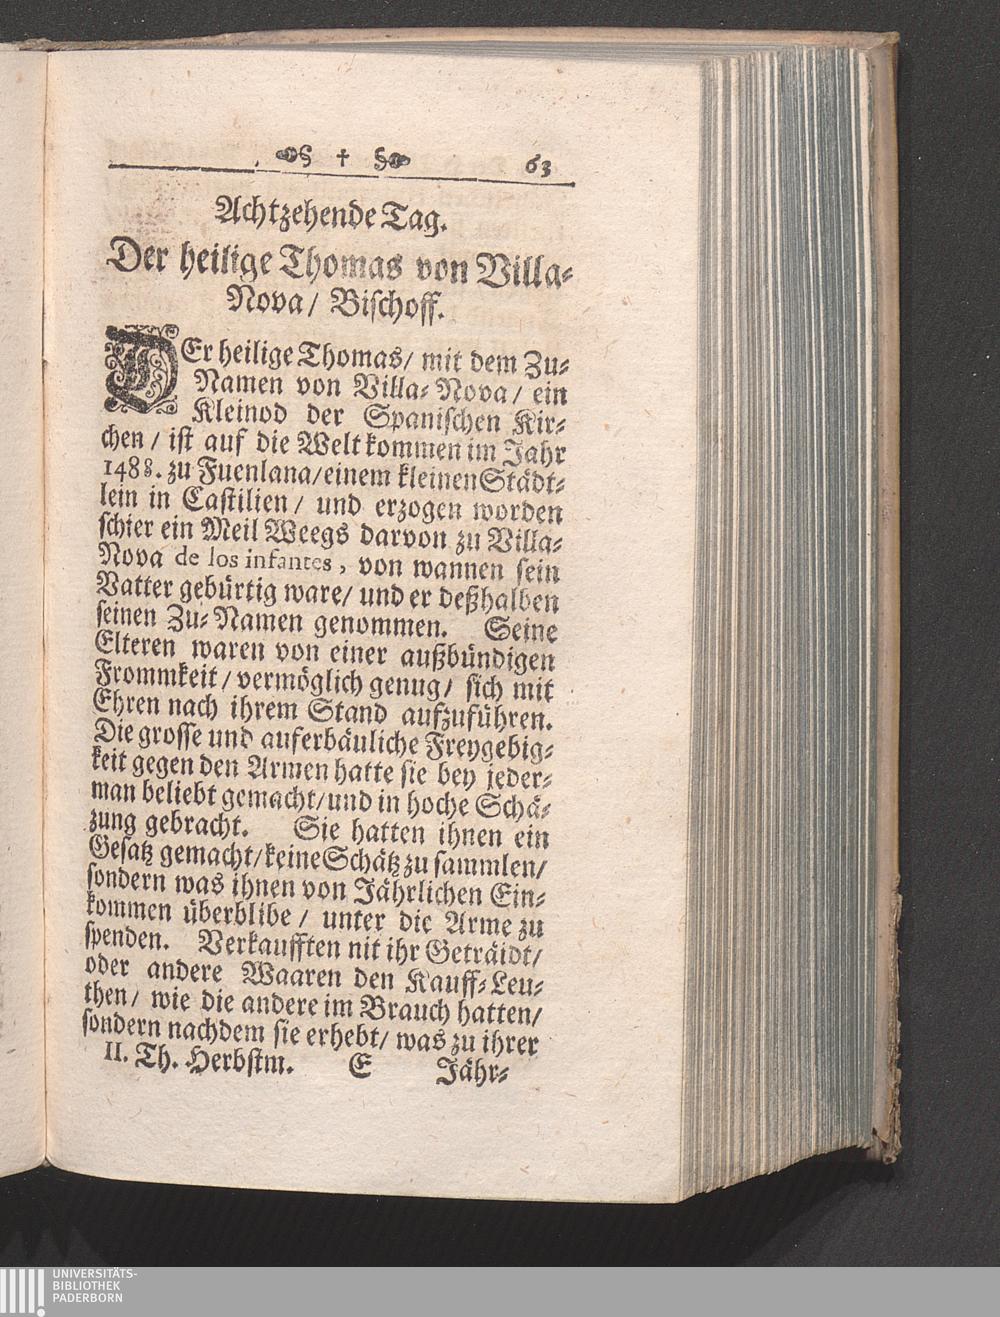 § † § 63
Achtzehende Tag.
Der heilige Thomas von Villa-
Nova/ Bischoff.
DEr heilige Thomas/ mit dem Zu-
Namen von Villa-Nova/ ein
Kleinod der Spanischen Kir-
chen/ ist auf die Welt kommen im Jahr
1488. zu Fuenlana/einem kleinen Städt-
lein in Castilien/ und erzogen worden
schier ein Meil Weegs darvon zu Villa-
Nova de los infantes, von wannen sein
Vatter gebürtig ware/ und er deßhalben
seinen Zu-Namen genommen. Seine
Elteren waren von einer außbündigen
Frommkeit/ vermöglich genug/ sich mit
Ehren nach ihrem Stand aufzuführen.
Die grosse und auferbäuliche Freygebig-
keit gegen den Armen hatte sie bey jeder-
man beliebt gemacht/und in hoche Schä-
zung gebracht. Sie hatten ihnen ein
Gesatz gemacht/keine Schätz zu sammlen/
sondern was ihnen von Jährlichen Ein-
kommen überblibe/ unter die Arme zu
spenden. Verkaufften nit ihr Geträidt/
oder andere Waaren den Kauff-Leu-
then/ wie die andere im Brauch hatten/
sondern nachdem sie erhebt/ was zu ihrer
II. Th. Herbstm. E Jähr-
UNIVERSITÄTS-
BIBLIOTHEK
PADERBORN